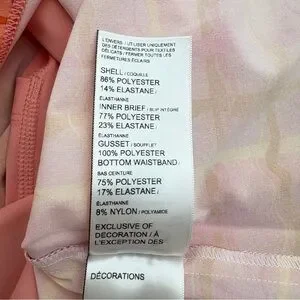 L'ENVERS / UTILISER UNIQUEMENT
DES DÉTERGENTS POUR TEXTILES
DÉLICATS / FERMER TOUTES LES
FERMETURES ÉCLAIRS
SHELL / COQUILLE
86% POLYESTER
14% ELASTANE /
ÉLASTHANNE
INNER BRIEF / SLIP INTÉGRÉ
77% POLYESTER
23% ELASTANE /
ÉLASTHANNE
GUSSET / SOUFFLET
100% POLYESTER
BOTTOM WAISTBAND /
BAS CEINTURE
75% POLYESTER
17% ELASTANE /
ÉLASTHANNE
8% NYLON / POLYAMIDE
EXCLUSIVE OF
DECORATION / À
L'EXCEPTION DES
DÉCORATIONS